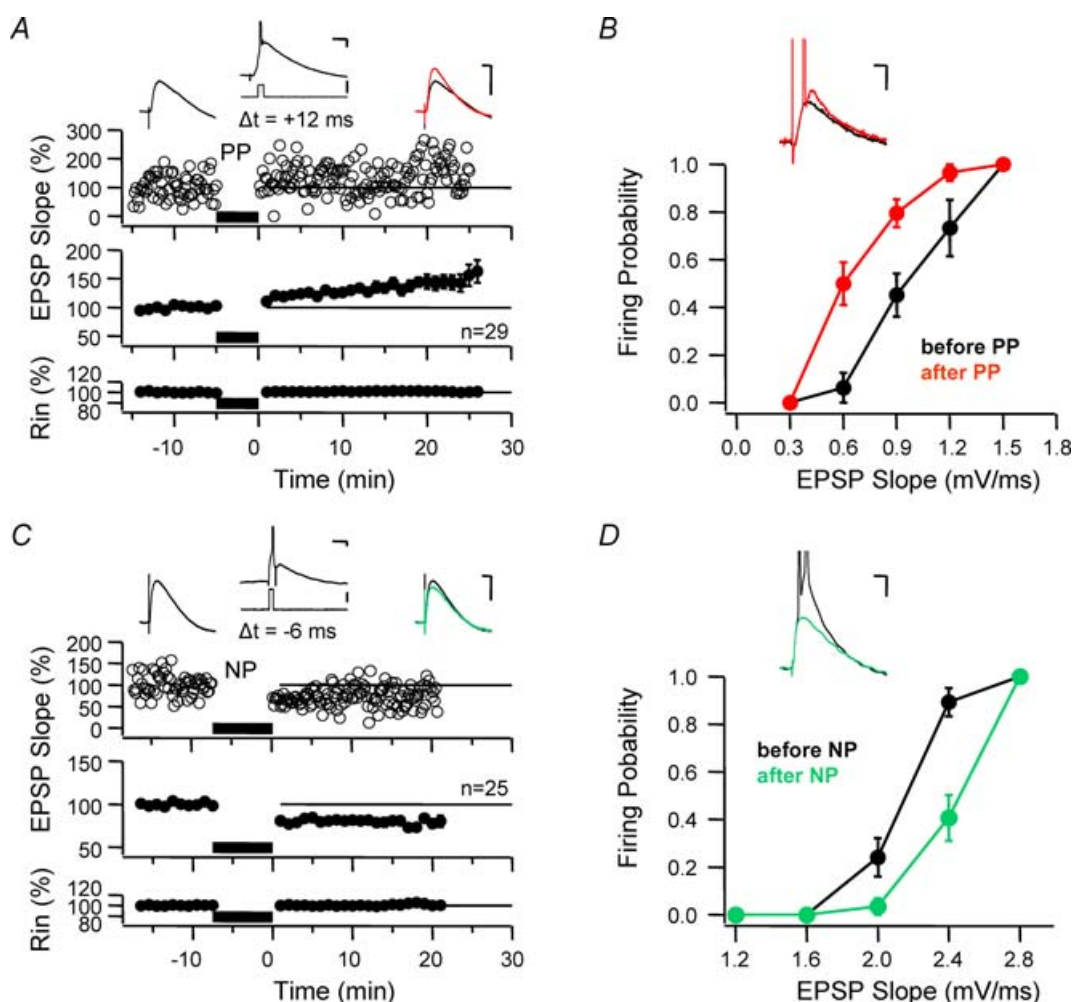 A
Δt = +12 ms
300
200
100
0
PP
EPSP Slope (%)
200
150
100
50
n=29
Rin (%)
120
100
80
-10
0
10
20
30
Time (min)
B
Firing Probability
1.0
0.8
0.6
0.4
0.2
0.0
before PP
after PP
0.0
0.3
0.6
0.9
1.2
1.5
1.8
EPSP Slope (mV/ms)
C
Δt = -6 ms
200
150
100
50
0
NP
EPSP Slope (%)
150
100
50
n=25
Rin (%)
120
100
80
-10
0
10
20
30
Time (min)
D
Firing Pobability
1.0
0.8
0.6
0.4
0.2
0.0
before NP
after NP
1.2
1.6
2.0
2.4
2.8
EPSP Slope (mV/ms)